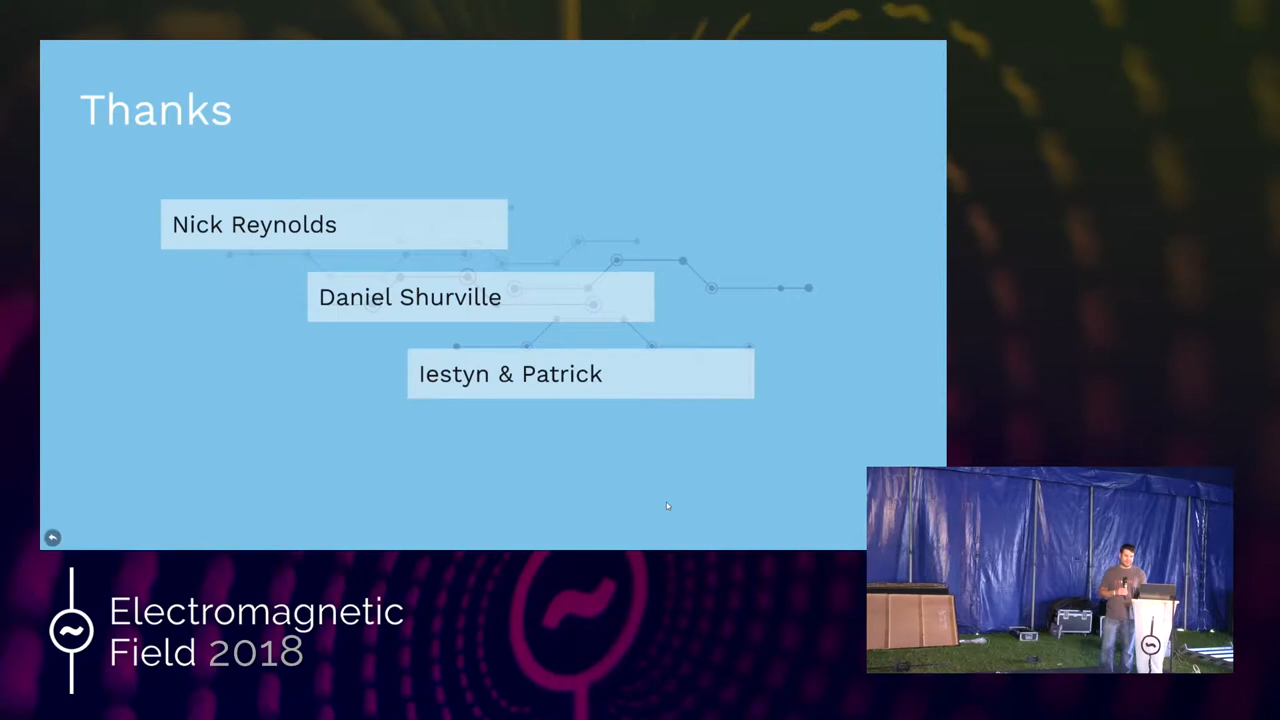 Thanks
Nick Reynolds
Daniel Shurville
Iestyn & Patrick
Electromagnetic
Field 2018